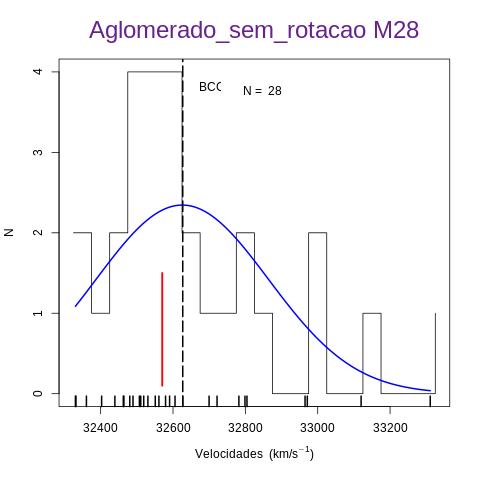 Aglomerado_sem_rotacao M28
BCG
N = 28
N
4
3
2
1
0
32400 32600 32800 33000 33200
Velocidades (km/s⁻¹)